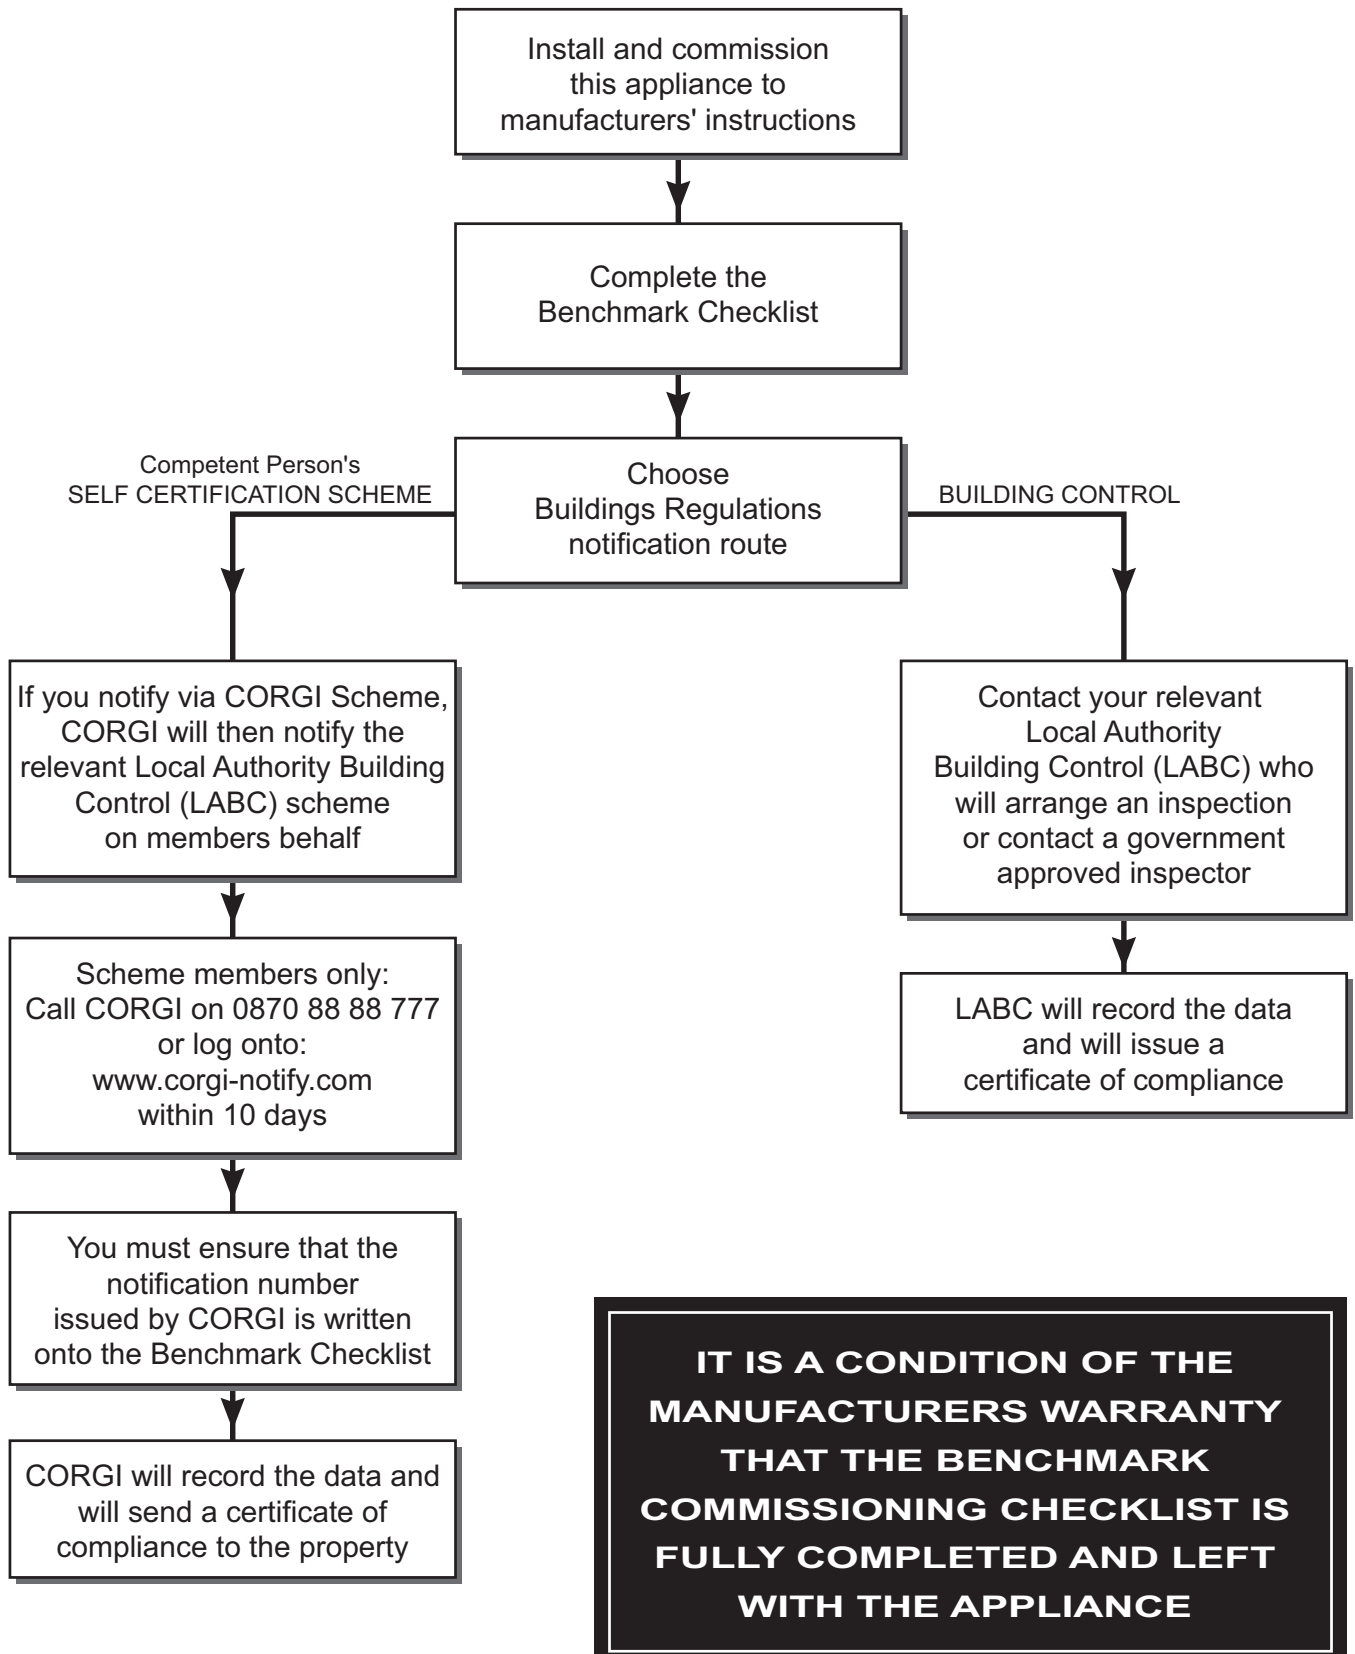 Install and commission
this appliance to
manufacturers' instructions
Complete the
Benchmark Checklist
Choose
Buildings Regulations
notification route
Competent Person's
SELF CERTIFICATION SCHEME
BUILDING CONTROL
If you notify via CORGI Scheme,
CORGI will then notify the
relevant Local Authority Building
Control (LABC) scheme
on members behalf
Scheme members only:
Call CORGI on 0870 88 88 777
or log onto:
www.corgi-notify.com
within 10 days
You must ensure that the
notification number
issued by CORGI is written
onto the Benchmark Checklist
CORGI will record the data and
will send a certificate of
compliance to the property
Contact your relevant
Local Authority
Building Control (LABC) who
will arrange an inspection
or contact a government
approved inspector
LABC will record the data
and will issue a
certificate of compliance
IT IS A CONDITION OF THE
MANUFACTURERS WARRANTY
THAT THE BENCHMARK
COMMISSIONING CHECKLIST IS
FULLY COMPLETED AND LEFT
WITH THE APPLIANCE